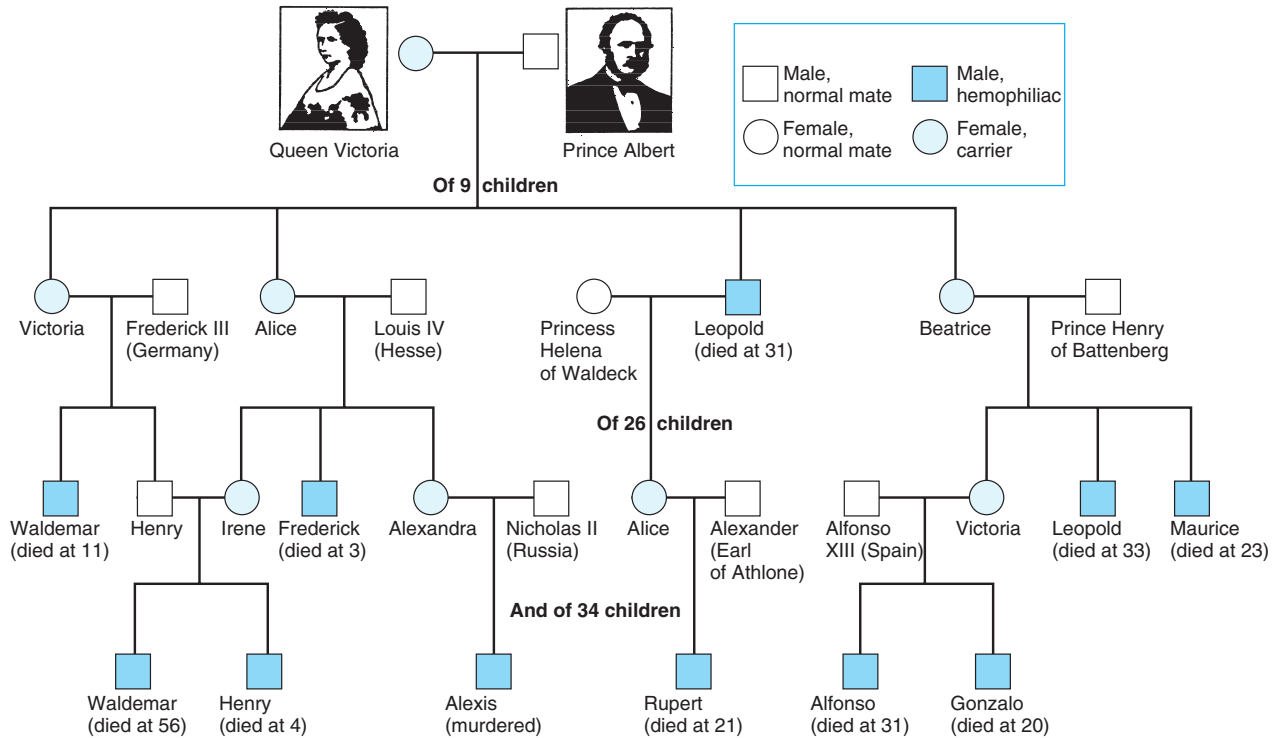 Queen Victoria
Prince Albert
Male,
normal mate
Male,
hemophiliac
Female,
normal mate
Female,
carrier
Of 9 children
Victoria
Frederick III
(Germany)
Alice
Louis IV
(Hesse)
Princess
Helena
of Waldeck
Leopold
(died at 31)
Beatrice
Prince Henry
of Battenberg
Of 26 children
Waldemar
(died at 11)
Henry
Irene
Frederick
(died at 3)
Alexandra
Nicholas II
(Russia)
Alice
Alexander
(Earl
of Athlone)
Alfonso
XIII (Spain)
Victoria
Leopold
(died at 33)
Maurice
(died at 23)
And of 34 children
Waldemar
(died at 56)
Henry
(died at 4)
Alexis
(murdered)
Rupert
(died at 21)
Alfonso
(died at 31)
Gonzalo
(died at 20)